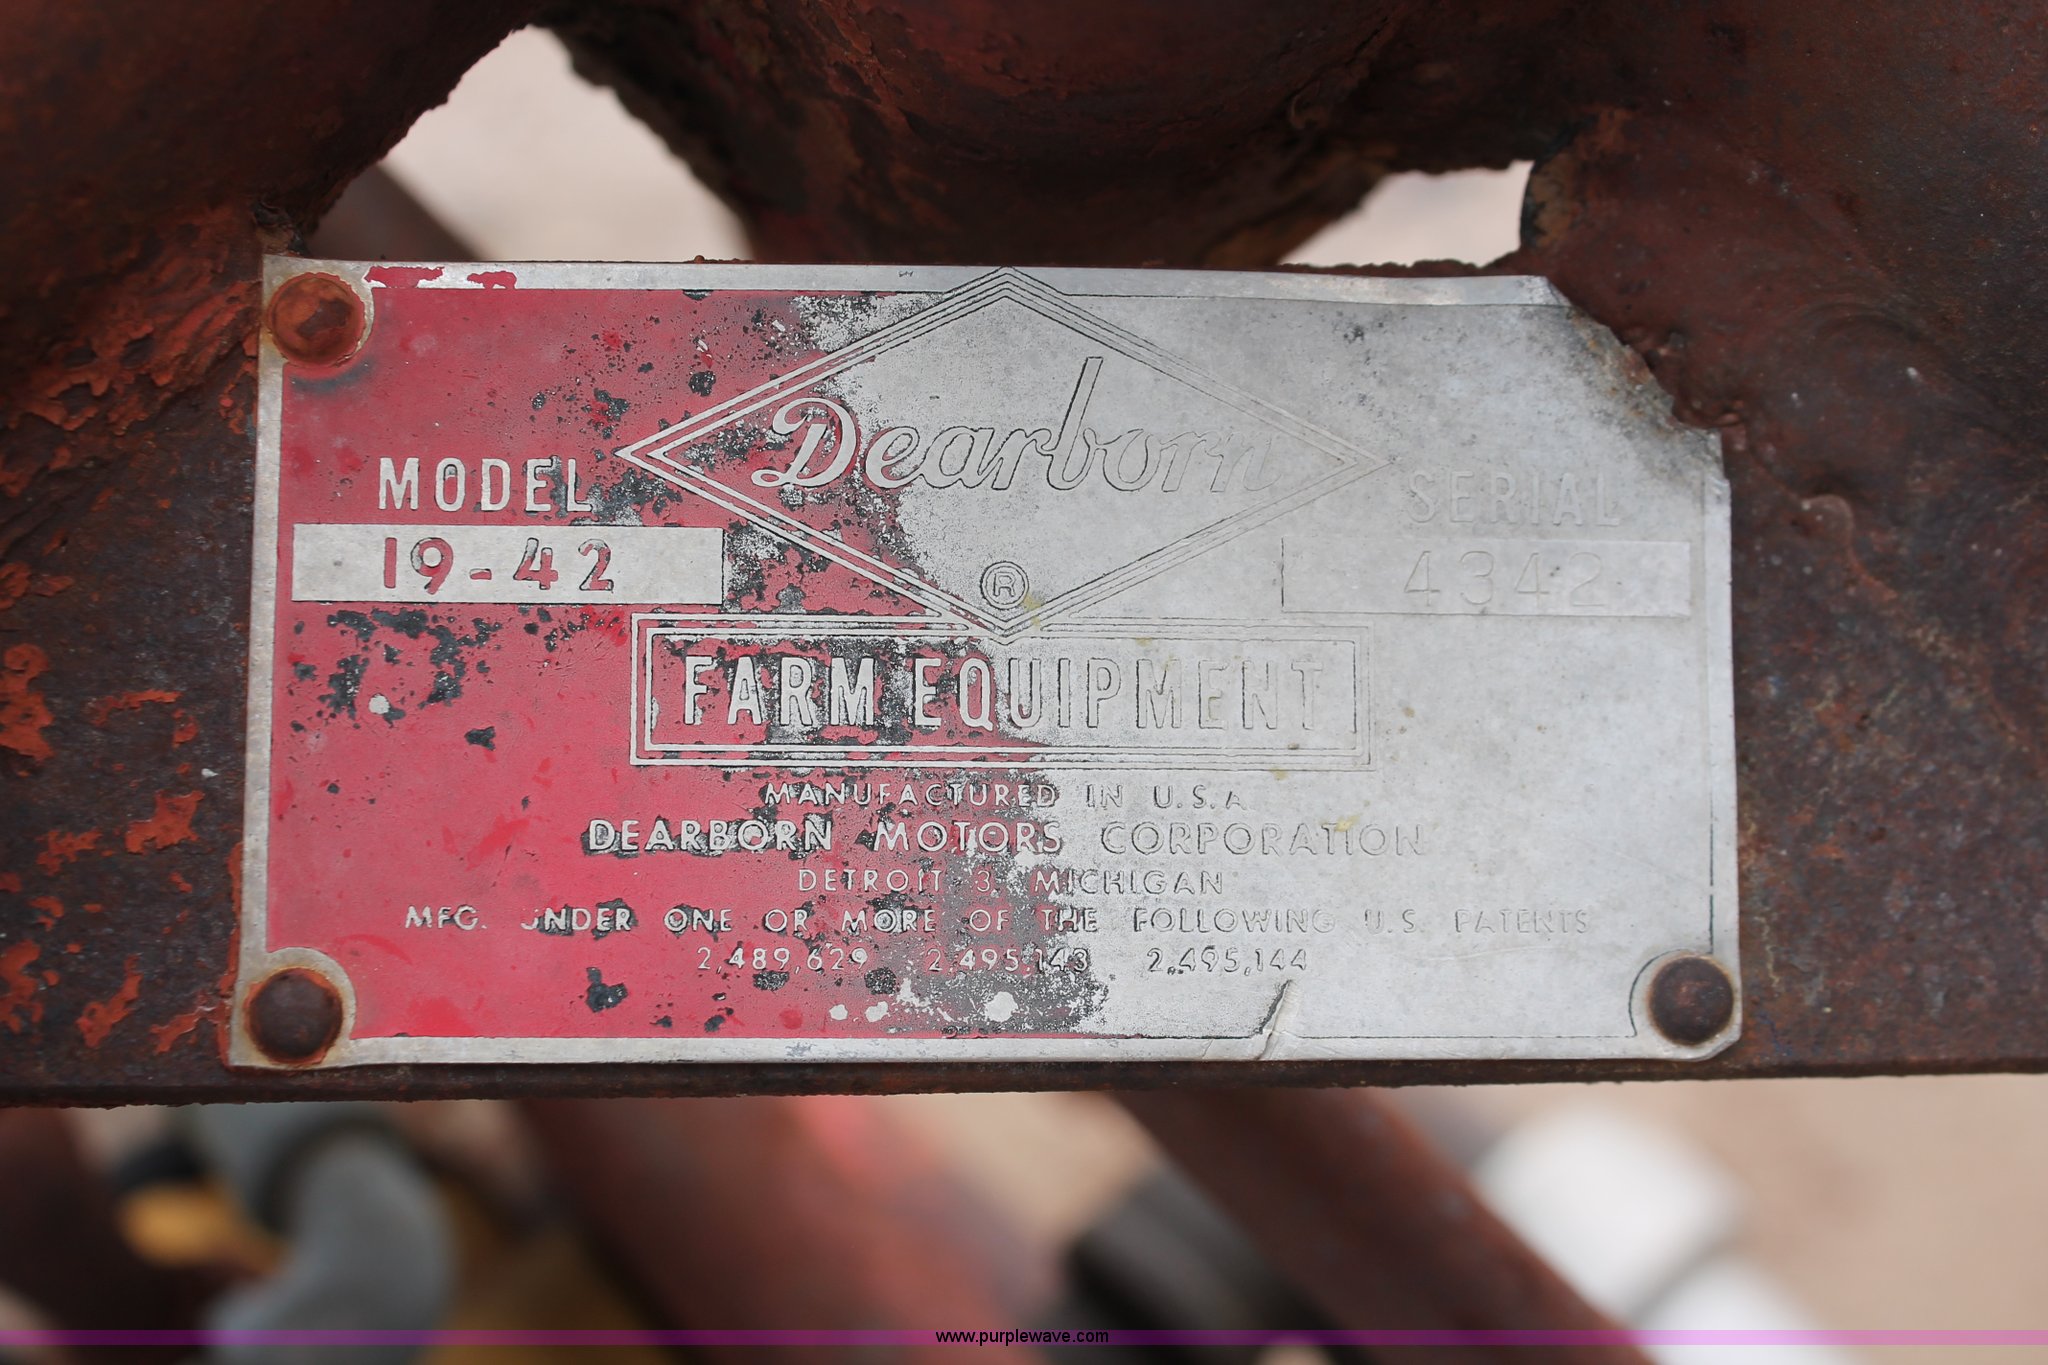 Dearborn
®
MODEL
19-42
SERIAL
4342
FARM EQUIPMENT
MANUFACTURED IN U.S.A
DEARBORN MOTORS CORPORATION
DETROIT 3, MICHIGAN
MFG. UNDER ONE OR MORE OF THE FOLLOWING U.S. PATENTS
2,489,629 2,495,143 2,495,144
www.purplewave.com